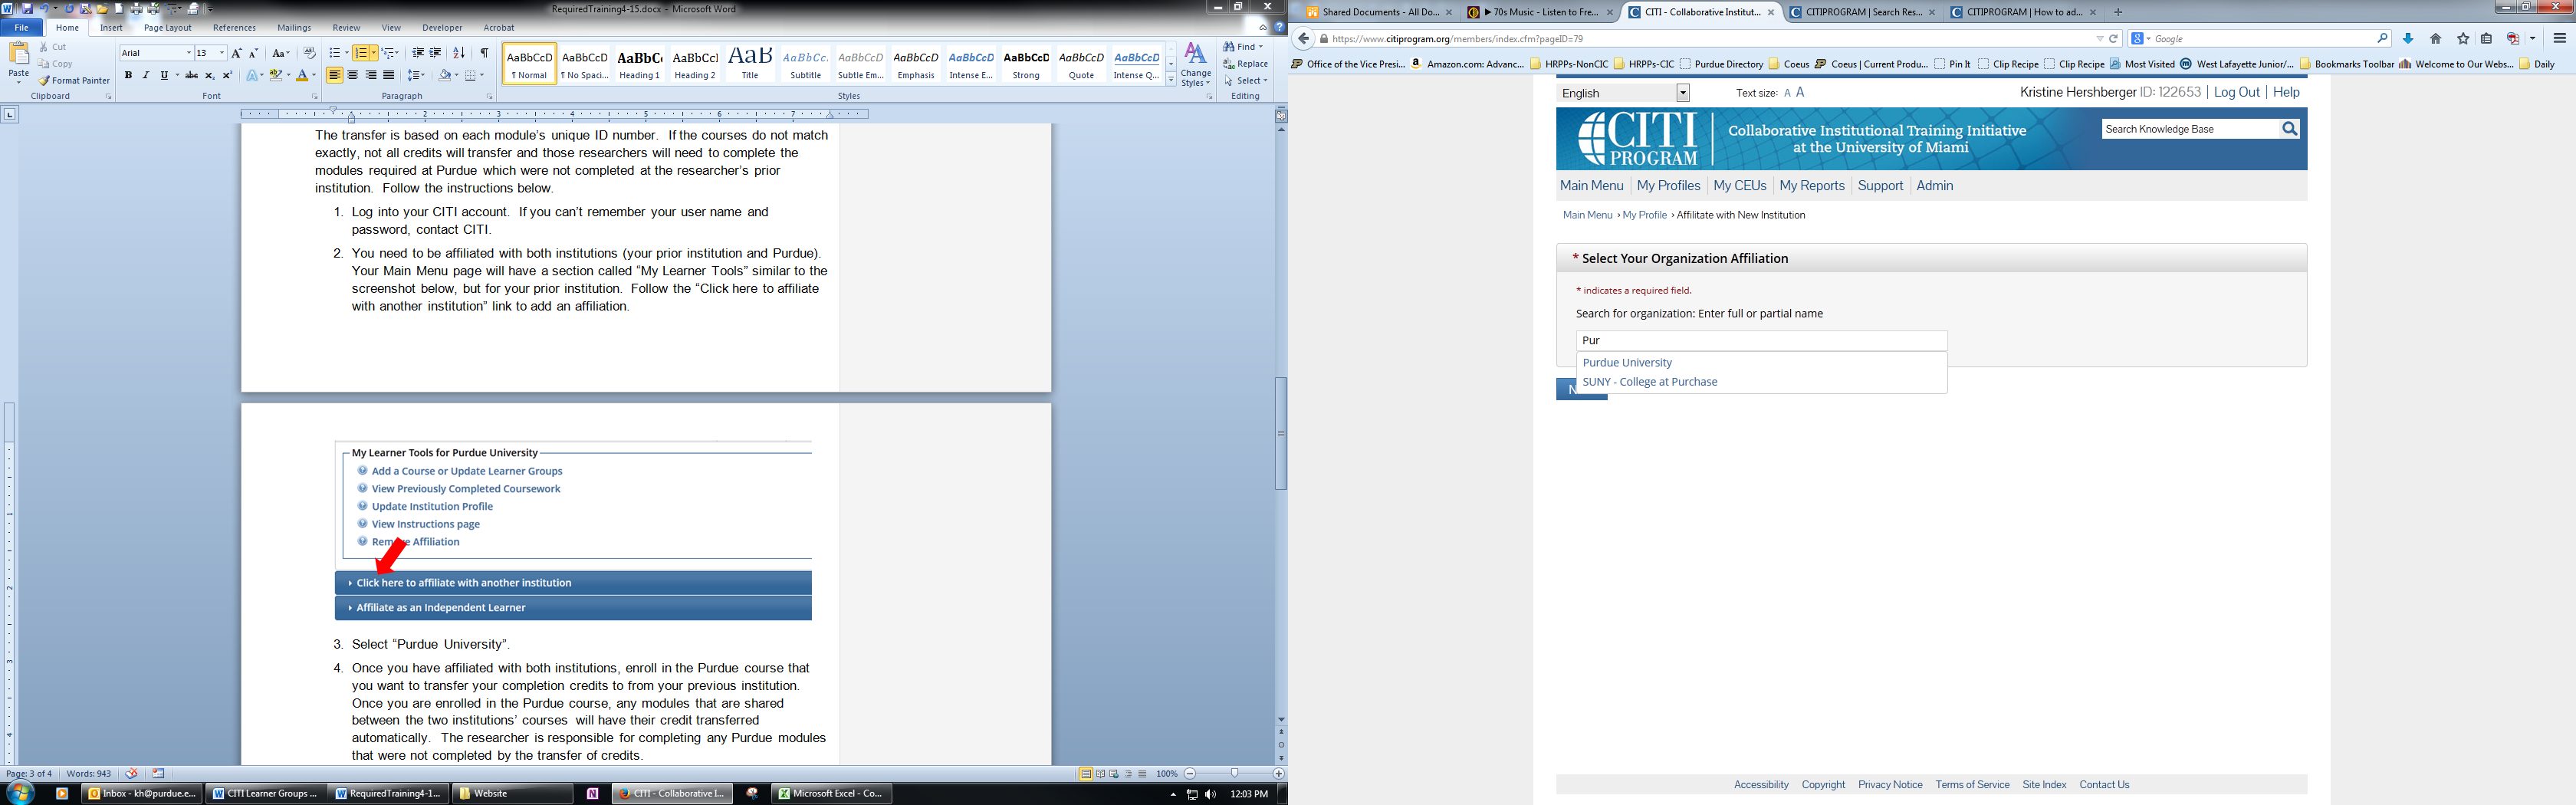 RequiredTraining4-15.docx - Microsoft Word
File Home Insert Page Layout References Mailings Review View Developer Acrobat
Paste
Cut
Copy
Format Painter
Clipboard
Arial 13
Font
Paragraph
AaBbCcD AaBbCcD AaBbCc AaBbCcI AaB AaBbCc. AaBbCcD AaBbCcD AaBbCcD AaBbCcD AaBbCcD AaBbCcD
¶ Normal ¶ No Spaci... Heading 1 Heading 2 Title Subtitle Subtle Em... Emphasis Intense E... Strong Quote Intense Q...
Styles
Change Styles
Find
Replace
Select
Editing
The transfer is based on each module's unique ID number. If the courses do not match
exactly, not all credits will transfer and those researchers will need to complete the
modules required at Purdue which were not completed at the researcher's prior
institution. Follow the instructions below.
1. Log into your CITI account. If you can't remember your user name and
password, contact CITI.
2. You need to be affiliated with both institutions (your prior institution and Purdue).
Your Main Menu page will have a section called “My Learner Tools” similar to the
screenshot below, but for your prior institution. Follow the “Click here to affiliate
with another institution” link to add an affiliation.
My Learner Tools for Purdue University
Add a Course or Update Learner Groups
View Previously Completed Coursework
Update Institution Profile
View Instructions page
Affiliation
Click here to affiliate with another institution
Affiliate as an Independent Learner
3. Select “Purdue University”.
4. Once you have affiliated with both institutions, enroll in the Purdue course that
you want to transfer your completion credits to from your previous institution.
Once you are enrolled in the Purdue course, any modules that are shared
between the two institutions' courses will have their credit transferred
automatically. The researcher is responsible for completing any Purdue modules
that were not completed by the transfer of credits.
Page: 3 of 4 Words: 943 100%
Inbox - kh@purdue.e... CITI Learner Groups ... RequiredTraining4-1... Website CITI - Collaborative I... Microsoft Excel - Co... 12:03 PM
Shared Documents - All Do... 70s Music - Listen to Fre... CITI - Collaborative Institut... CITIPROGRAM | Search Res... CITIPROGRAM | How to ad...
https://www.citiprogram.org/members/index.cfm?pageID=79 Google
Office of the Vice Presi... Amazon.com: Advanc... HRPPs-NonCIC HRPPs-CIC Purdue Directory Coeus Coeus | Current Produ... Pin It Clip Recipe Clip Recipe Most Visited West Lafayette Junior/... Bookmarks Toolbar Welcome to Our Webs... Daily
English Text size: A A Kristine Hershberger ID: 122653 | Log Out | Help
CITI PROGRAM
Collaborative Institutional Training Initiative
at the University of Miami
Search Knowledge Base
Main Menu My Profiles My CEUs My Reports Support Admin
Main Menu › My Profile › Affilitate with New Institution
* Select Your Organization Affiliation
* indicates a required field.
Search for organization: Enter full or partial name
Pur
Purdue University
SUNY - College at Purchase
Accessibility Copyright Privacy Notice Terms of Service Site Index Contact Us